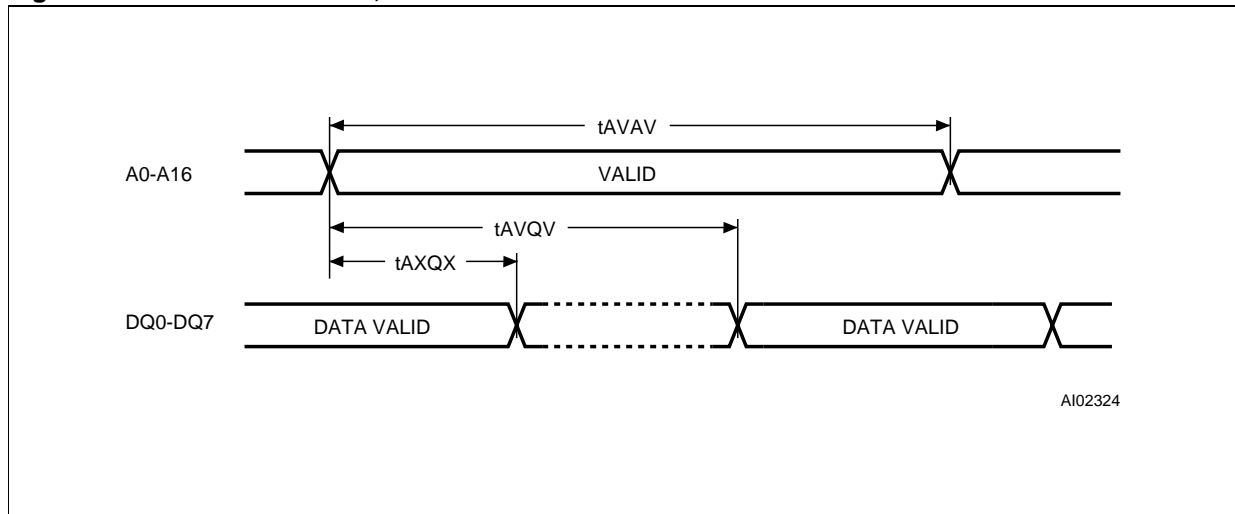 tAVAV
A0-A16
VALID
tAVQV
tAXQX
DQ0-DQ7
DATA VALID
DATA VALID
AI02324